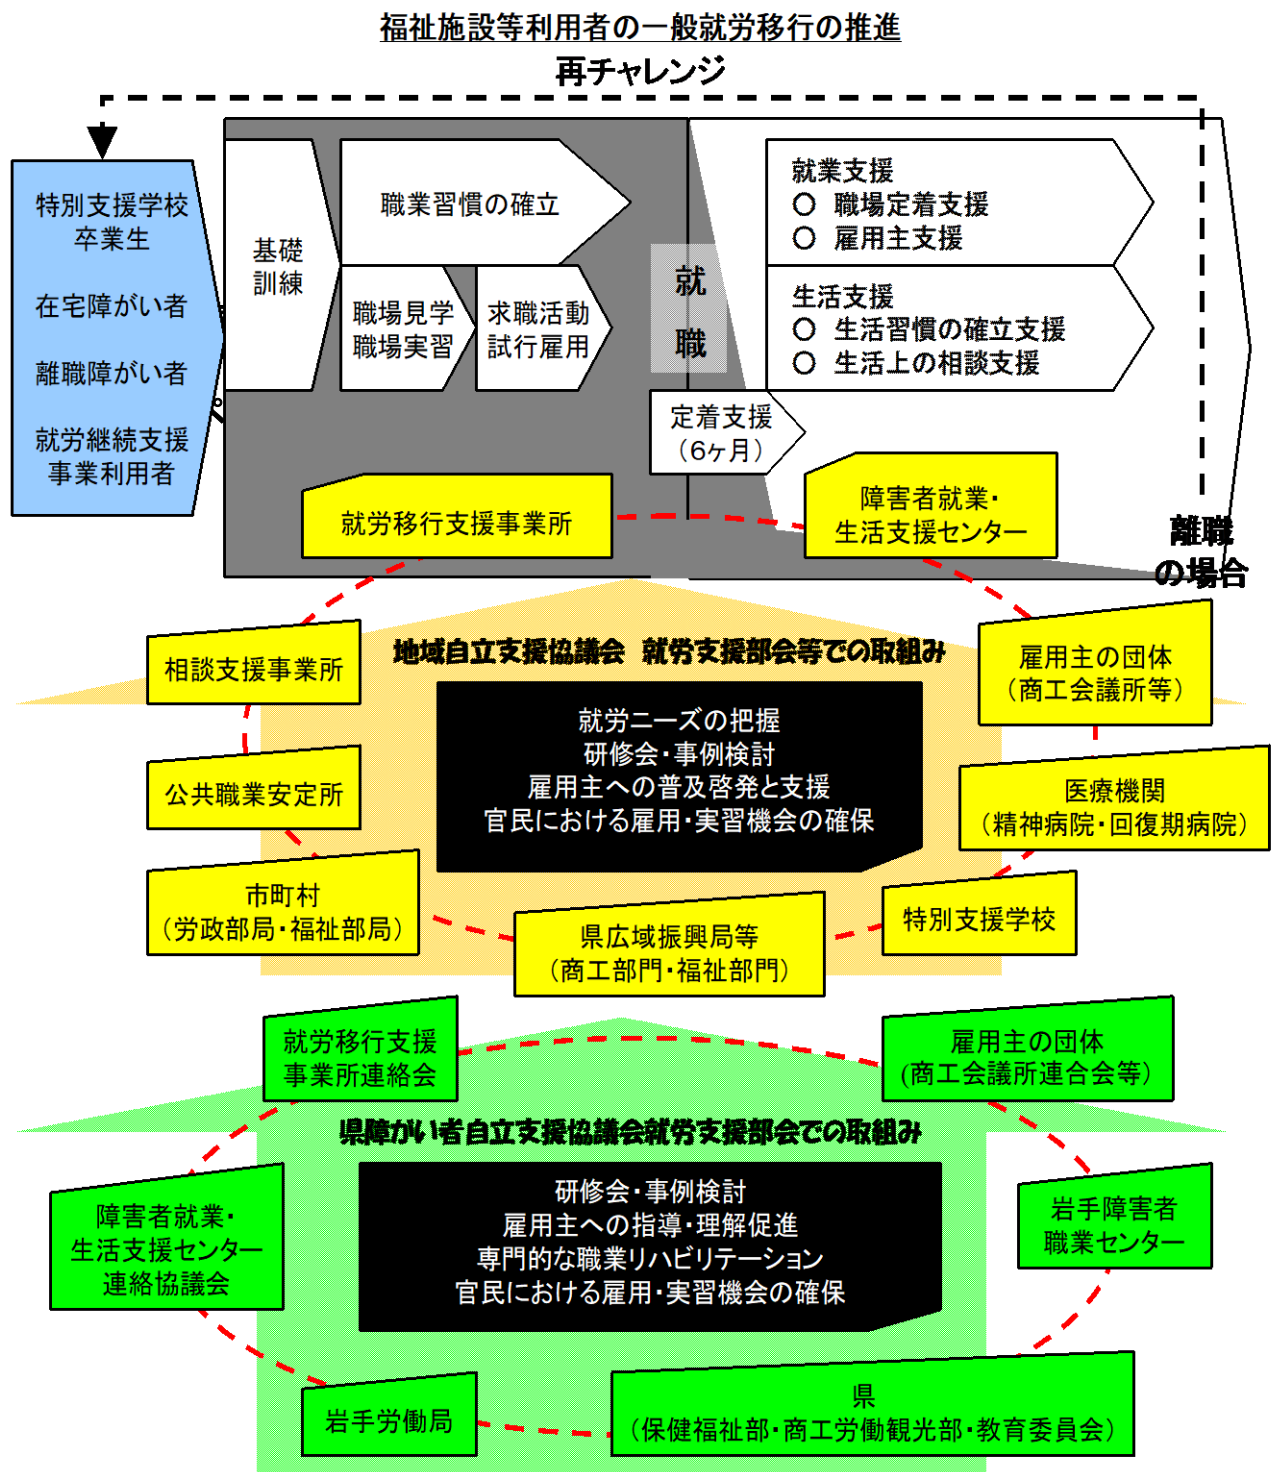 福祉施設等利用者の一般就労移行の推進
再チャレンジ
特別支援学校
卒業生
在宅障がい者
離職障がい者
就労継続支援
事業利用者
基礎
訓練
職業習慣の確立
職場見学
職場実習
求職活動
試行雇用
就
職
就業支援
○ 職場定着支援
○ 雇用主支援
生活支援
○ 生活習慣の確立支援
○ 生活上の相談支援
定着支援
（6ヶ月）
離職
の場合
就労移行支援事業所
障害者就業・
生活支援センター
地域自立支援協議会 就労支援部会等での取組み
相談支援事業所
雇用主の団体
（商工会議所等）
就労ニーズの把握
研修会・事例検討
雇用主への普及啓発と支援
官民における雇用・実習機会の確保
公共職業安定所
医療機関
（精神病院・回復期病院）
市町村
（労政部局・福祉部局）
県広域振興局等
（商工部門・福祉部門）
特別支援学校
就労移行支援
事業所連絡会
雇用主の団体
（商工会議所連合会等）
県障がい者自立支援協議会就労支援部会での取組み
研修会・事例検討
雇用主への指導・理解促進
専門的な職業リハビリテーション
官民における雇用・実習機会の確保
障害者就業・
生活支援センター
連絡協議会
岩手障害者
職業センター
岩手労働局
県
（保健福祉部・商工労働観光部・教育委員会）